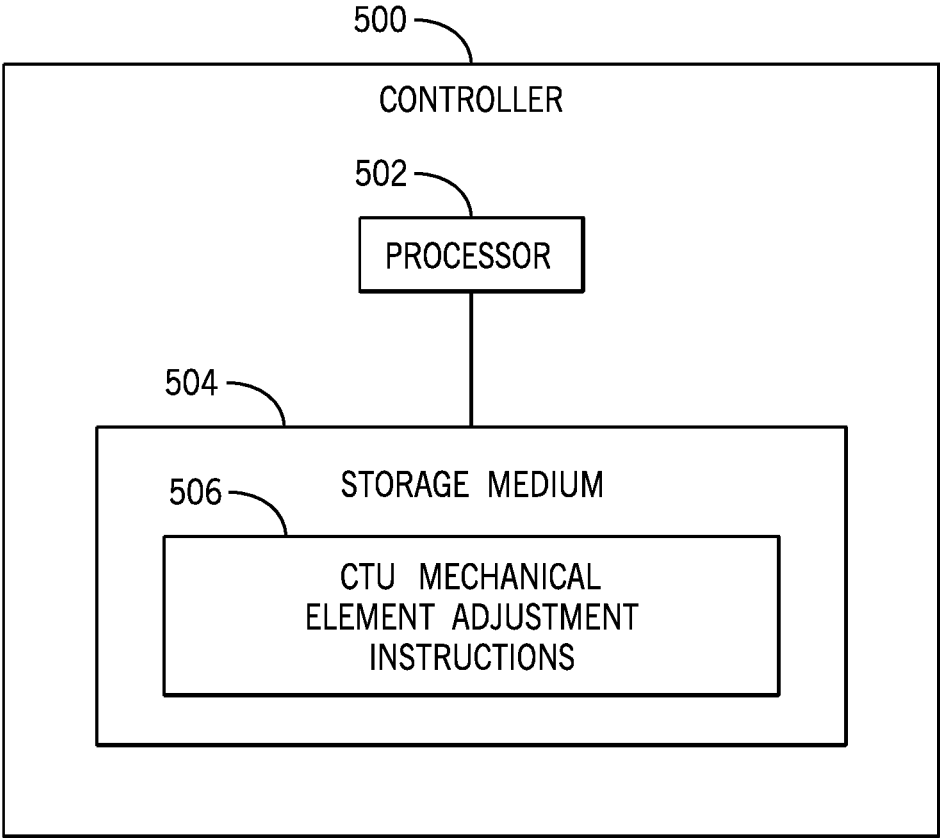 500
CONTROLLER
502
PROCESSOR
504
STORAGE MEDIUM
506
CTU MECHANICAL
ELEMENT ADJUSTMENT
INSTRUCTIONS